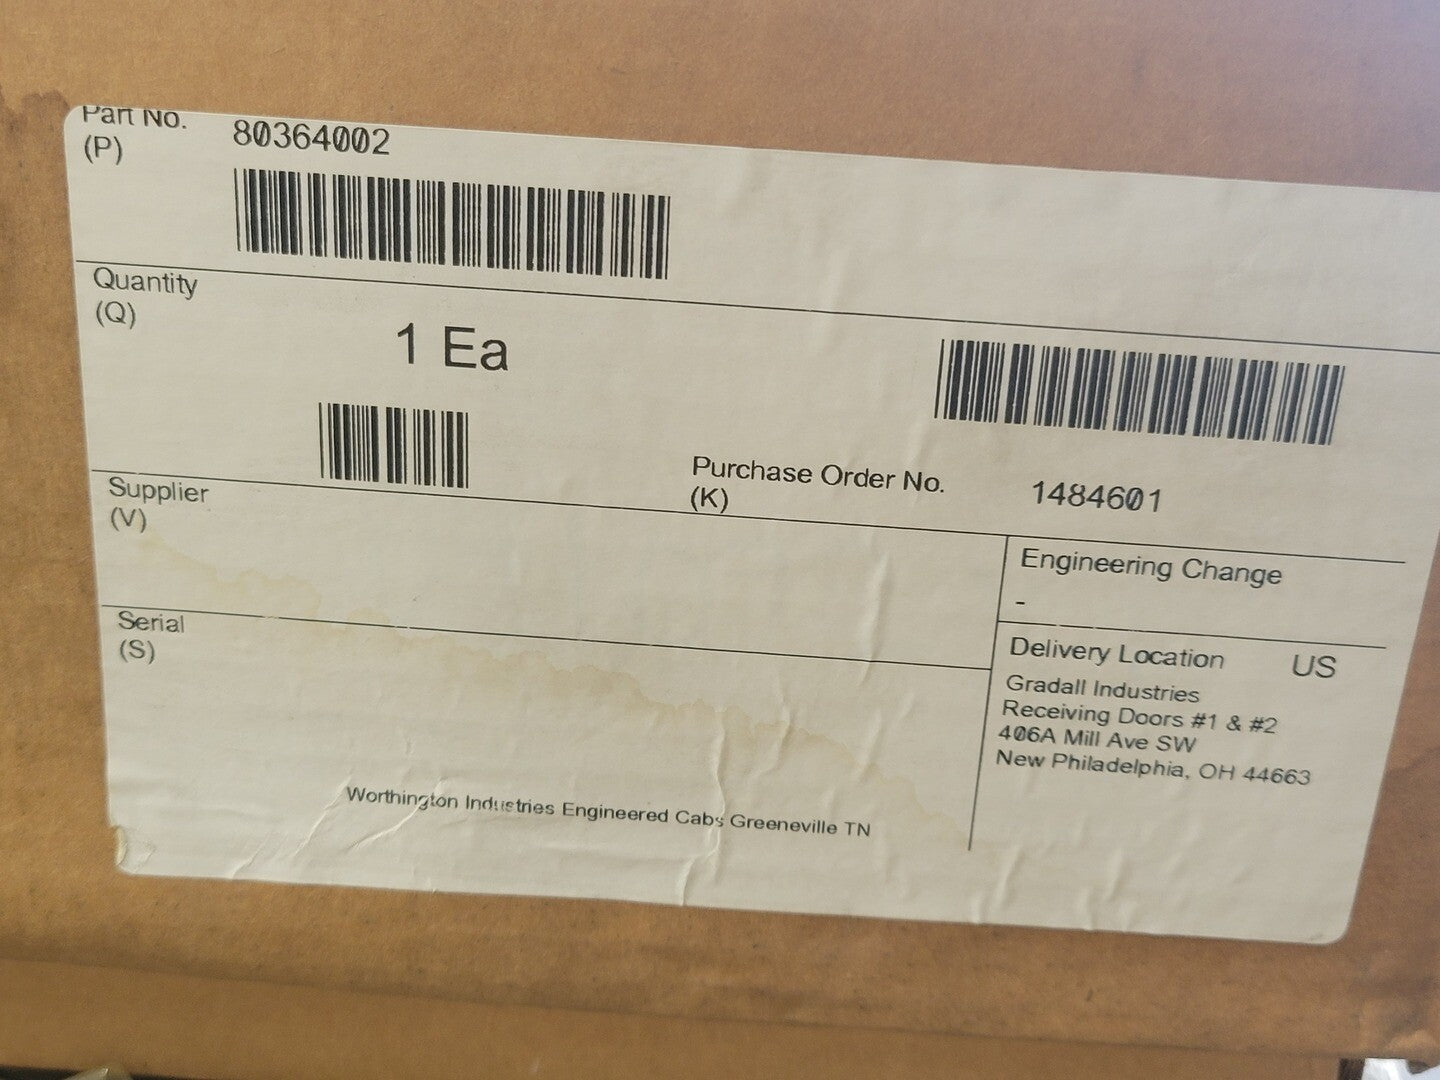 Part No.
(P)
80364002
Quantity
(Q)
1 Ea
Purchase Order No.
(K)
1484601
Supplier
(V)
Engineering Change
-
Serial
(S)
Delivery Location US
Gradall Industries
Receiving Doors #1 & #2
406A Mill Ave SW
New Philadelphia, OH 44663
Worthington Industries Engineered Cabs Greeneville TN